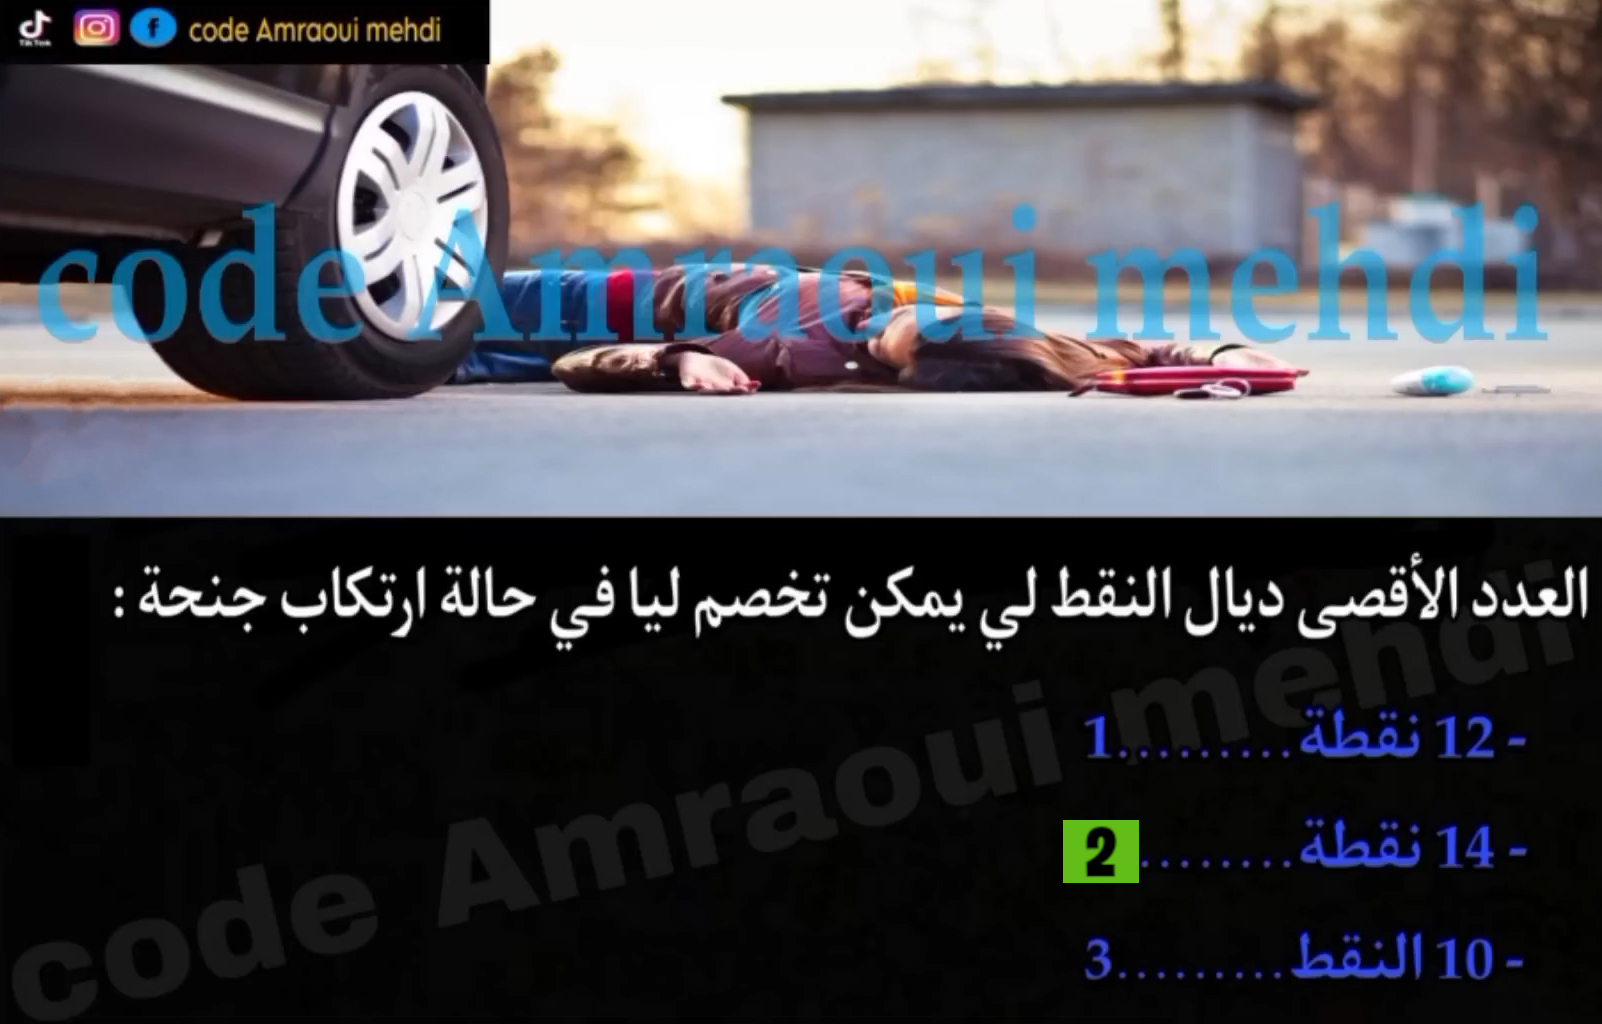 TikTok
code Amraoui mehdi
code Amraoui mehdi
العدد الأقصى ديال النقط لي يمكن تخصم ليا في حالة ارتكاب جنحة :
- 12 نقطة.........1
- 14 نقطة........2
- 10 النقط.........3
code Amraoui mehdi